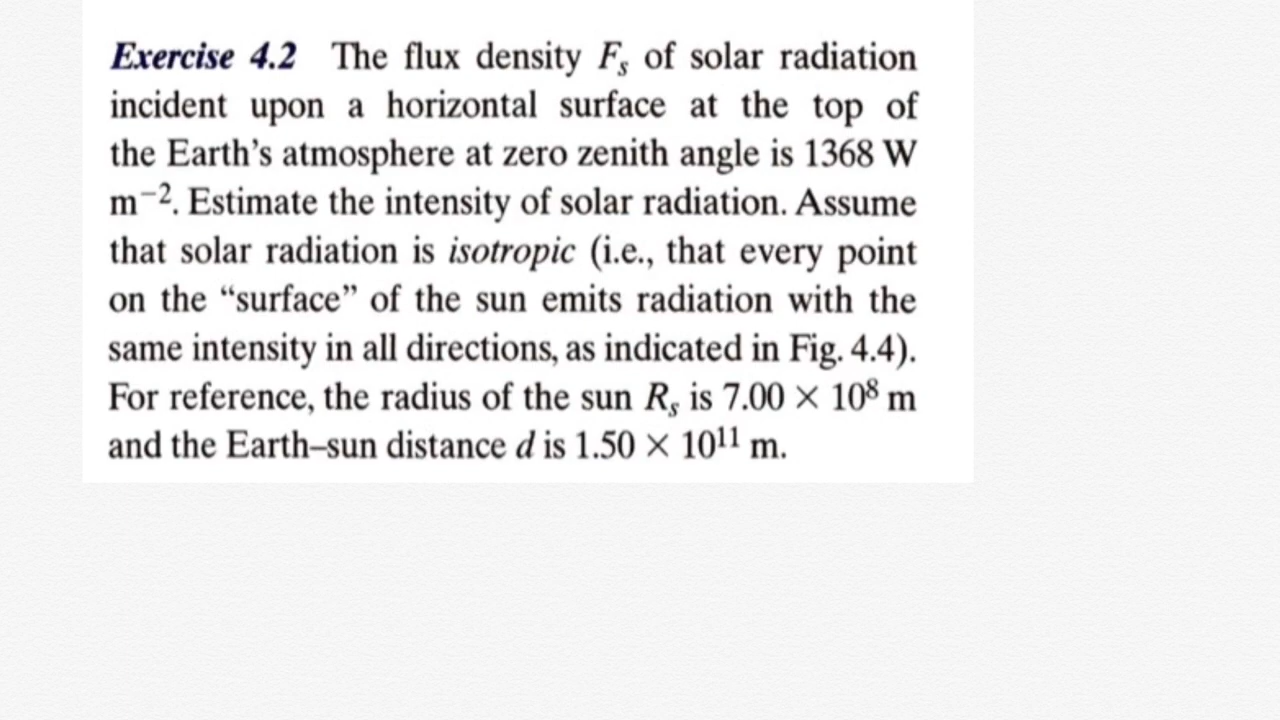 Exercise 4.2 The flux density Fₛ of solar radiation
incident upon a horizontal surface at the top of
the Earth's atmosphere at zero zenith angle is 1368 W
m⁻². Estimate the intensity of solar radiation. Assume
that solar radiation is isotropic (i.e., that every point
on the “surface” of the sun emits radiation with the
same intensity in all directions, as indicated in Fig. 4.4).
For reference, the radius of the sun Rₛ is 7.00 × 10⁸ m
and the Earth–sun distance d is 1.50 × 10¹¹ m.